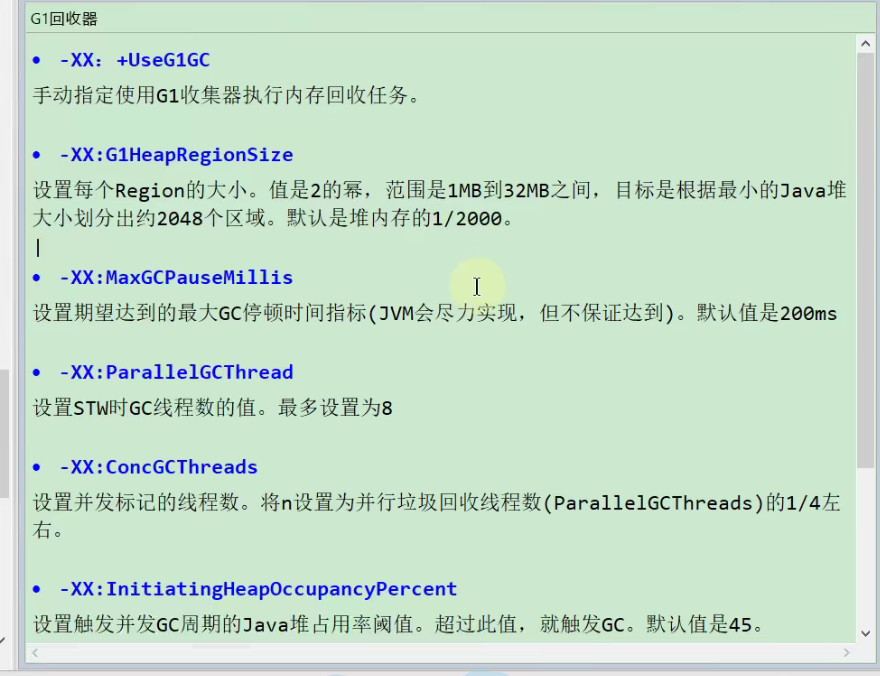 G1回收器
• -XX：+UseG1GC
手动指定使用G1收集器执行内存回收任务。
• -XX:G1HeapRegionSize
设置每个Region的大小。值是2的幂，范围是1MB到32MB之间，目标是根据最小的Java堆
大小划分出约2048个区域。默认是堆内存的1/2000。
• -XX:MaxGCPauseMillis
设置期望达到的最大GC停顿时间指标(JVM会尽力实现，但不保证达到)。默认值是200ms
• -XX:ParallelGCThread
设置STW时GC线程数的值。最多设置为8
• -XX:ConcGCThreads
设置并发标记的线程数。将n设置为并行垃圾回收线程数(ParallelGCThreads)的1/4左
右。
• -XX:InitiatingHeapOccupancyPercent
设置触发并发GC周期的Java堆占用率阈值。超过此值，就触发GC。默认值是45。